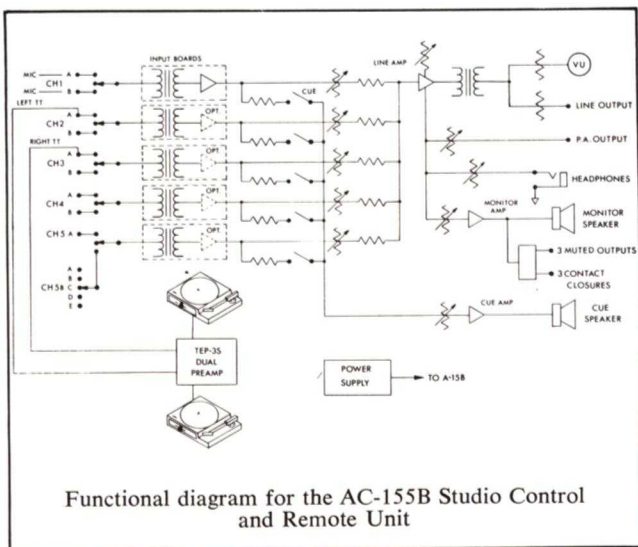 INPUT BOARDS
LINE AMP
MIC A
CH1
MIC B
CUE
VU
LEFT TT
A
CH2
B
OPT.
LINE OUTPUT
RIGHT TT
A
CH3
B
OPT.
P.A. OUTPUT
HEADPHONES
A
CH4
B
OPT.
MONITOR AMP
MONITOR SPEAKER
CH5 A
OPT.
3 MUTED OUTPUTS
3 CONTACT CLOSURES
A
B
CH5B C
D
E
CUE AMP
CUE SPEAKER
TEP-3S
DUAL
PREAMP
POWER
SUPPLY
TO A-15B
Functional diagram for the AC-155B Studio Control
and Remote Unit